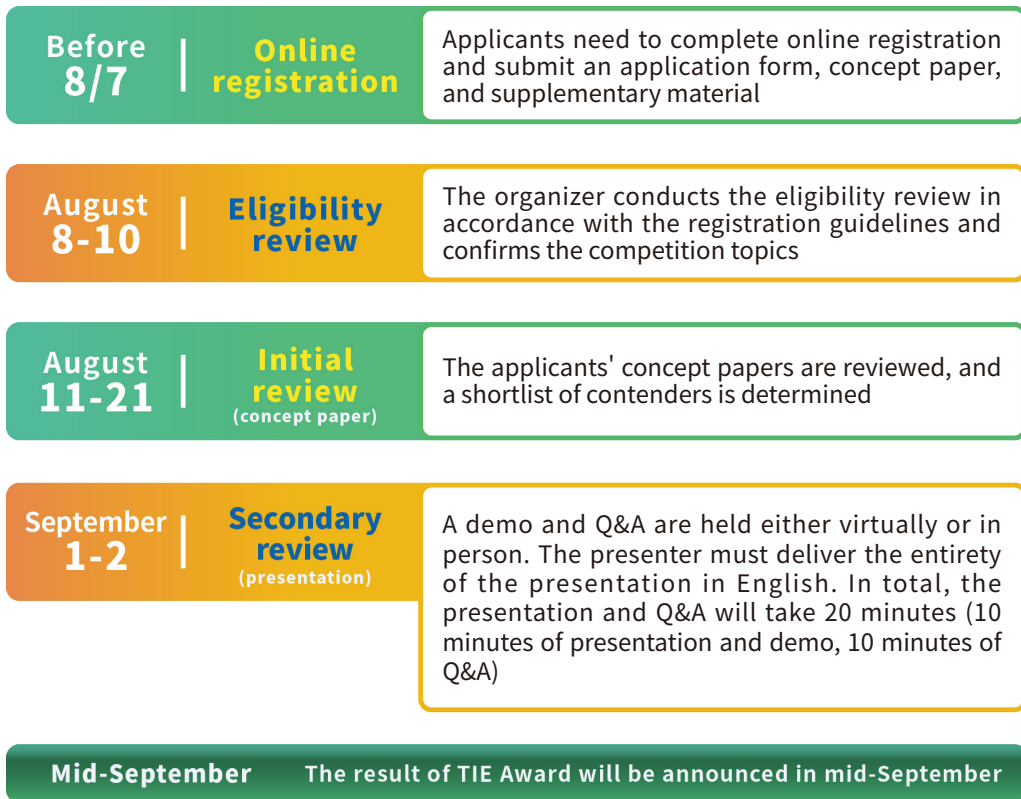 Before
8/7
Online
registration
Applicants need to complete online registration
and submit an application form, concept paper,
and supplementary material
August
8-10
Eligibility
review
The organizer conducts the eligibility review in
accordance with the registration guidelines and
confirms the competition topics
August
11-21
Initial
review
(concept paper)
The applicants' concept papers are reviewed, and
a shortlist of contenders is determined
September
1-2
Secondary
review
(presentation)
A demo and Q&A are held either virtually or in
person. The presenter must deliver the entirety
of the presentation in English. In total, the
presentation and Q&A will take 20 minutes (10
minutes of presentation and demo, 10 minutes of
Q&A)
Mid-September The result of TIE Award will be announced in mid-September